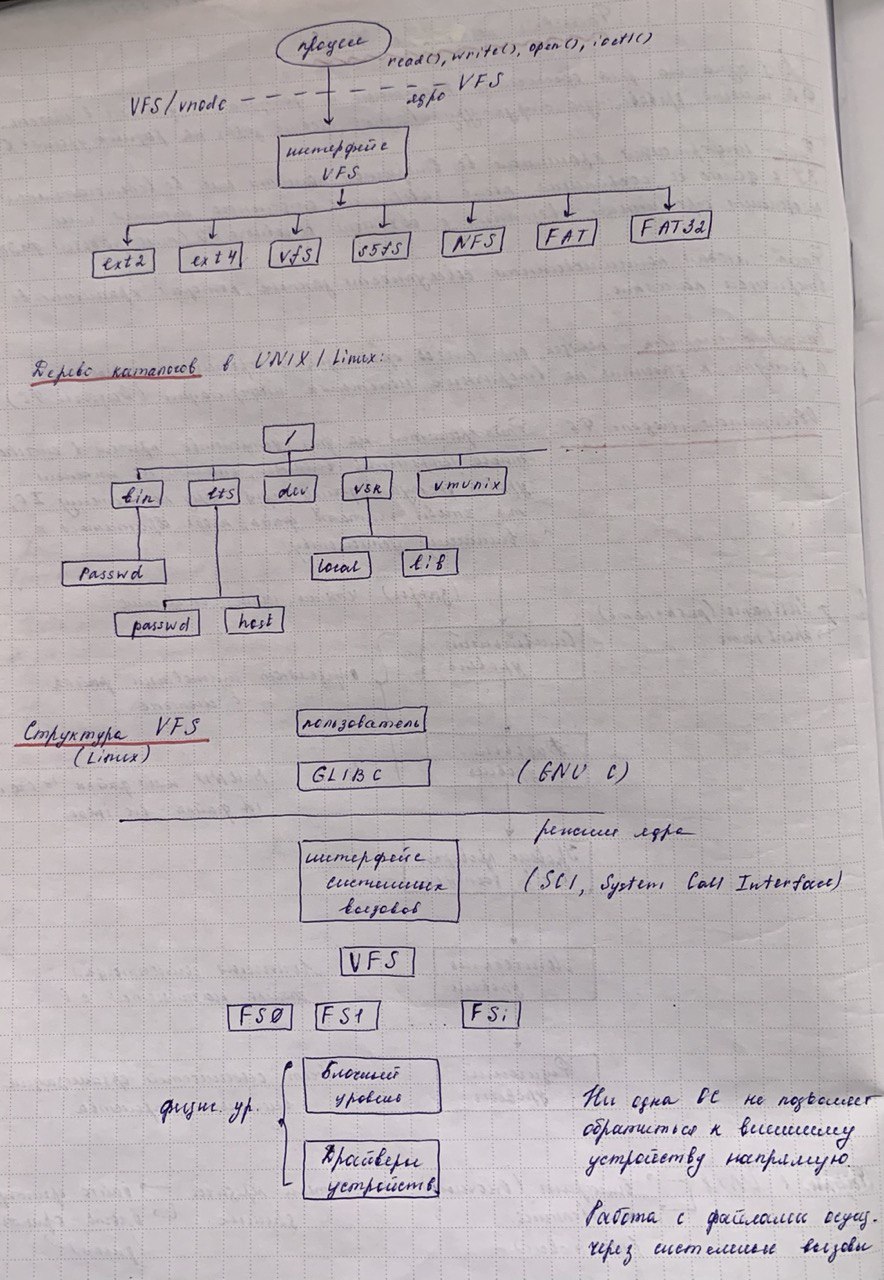 процесс
read(), write(), open(), ioctl()
VFS/vnode
ядро VFS
интерфейс
VFS
ext2
ext4
vfs
s5fs
NFS
FAT
FAT32
Дерево каталогов в UNIX/Linux:
/
bin
ets
dev
usr
vmunix
Passwd
local
lib
passwd
host
Структура VFS
(Linux)
пользователь
GLIBC
(GNU C)
режим ядра
интерфейс
системных
вызовов
(SCI, System Call Interface)
VFS
FSØ
FS1
...
FSi
физич. ур.
Блочный
уровень
Драйверы
устройств
Ни одна ОС не позволяет
обратиться к внешнему
устройству напрямую
Работа с файлами осущ.
через системные вызовы